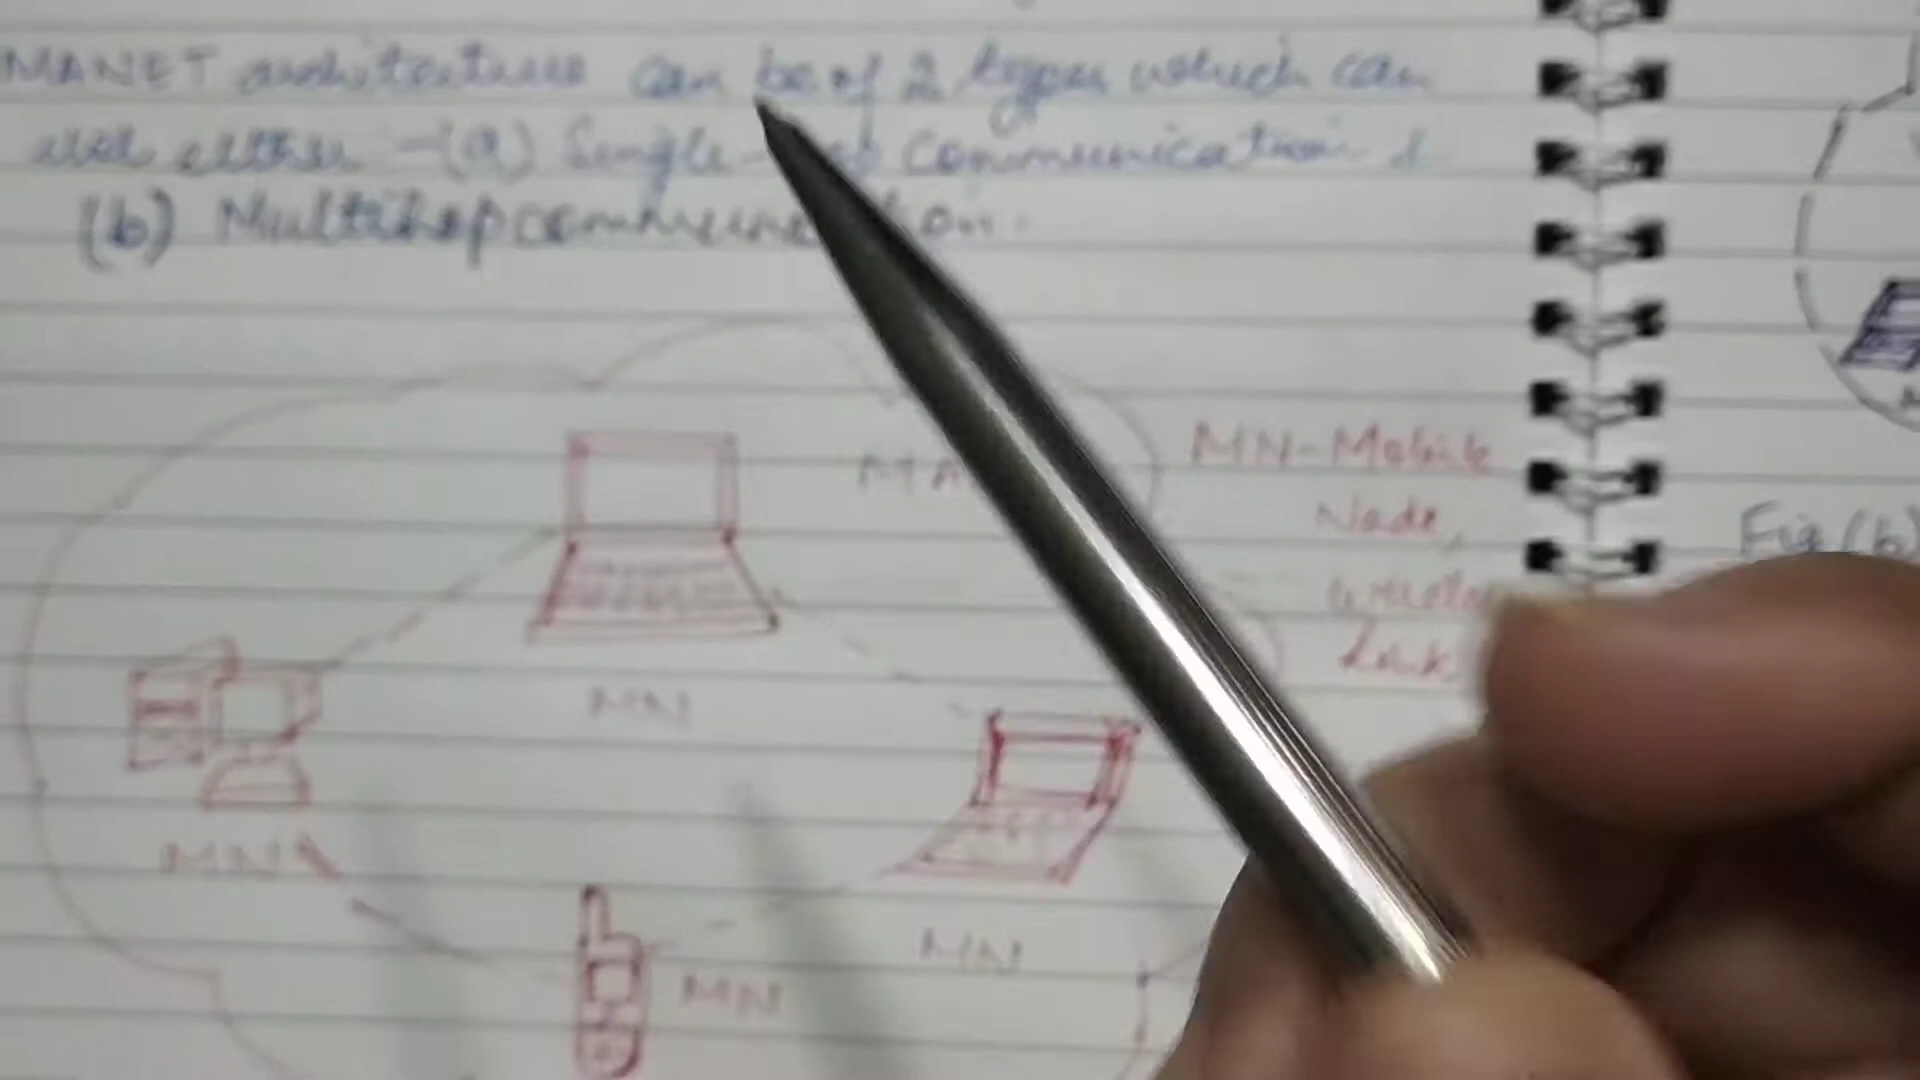 MANET architecture can be of 2 types which can
use either -(a) Single- communication &
(b) Multihop
MN-Mobile
Node,
Link
MN
MN
MN
MN
Fig (b)